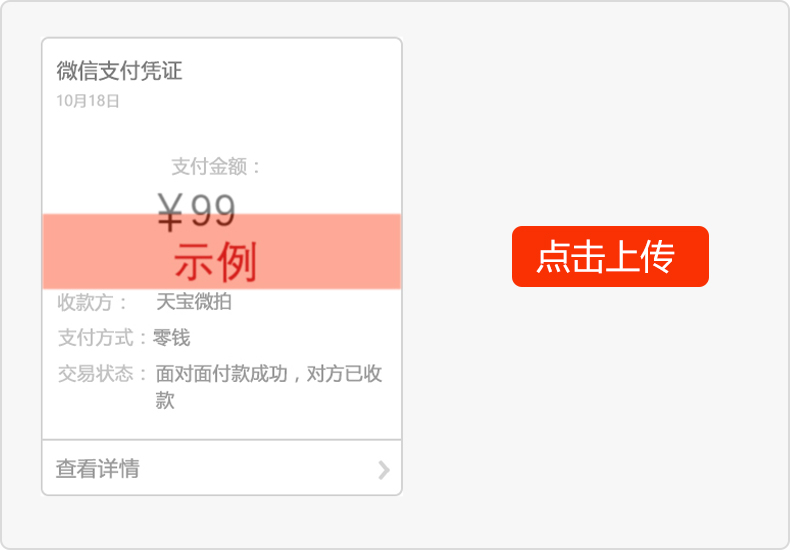 微信支付凭证
10月18日
支付金额：
￥99
示例
收款方： 天宝微拍
支付方式：零钱
交易状态： 面对面付款成功，对方已收
款
查看详情
点击上传